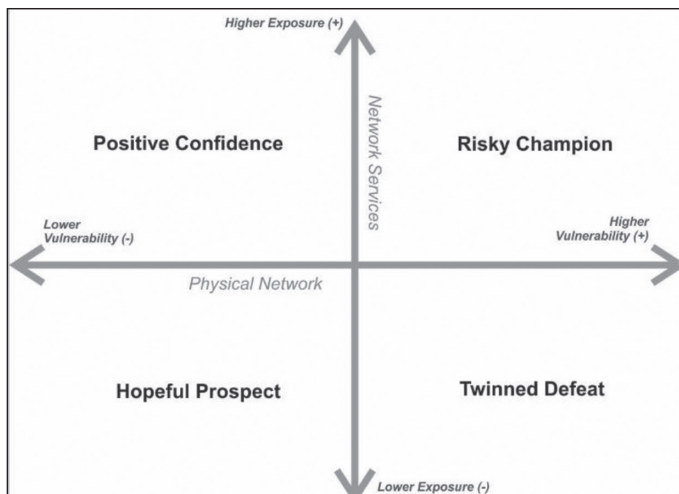 Higher Exposure (+)
Network Services
Positive Confidence
Risky Champion
Lower
Vulnerability (-)
Higher
Vulnerability (+)
Physical Network
Hopeful Prospect
Twinned Defeat
Lower Exposure (-)